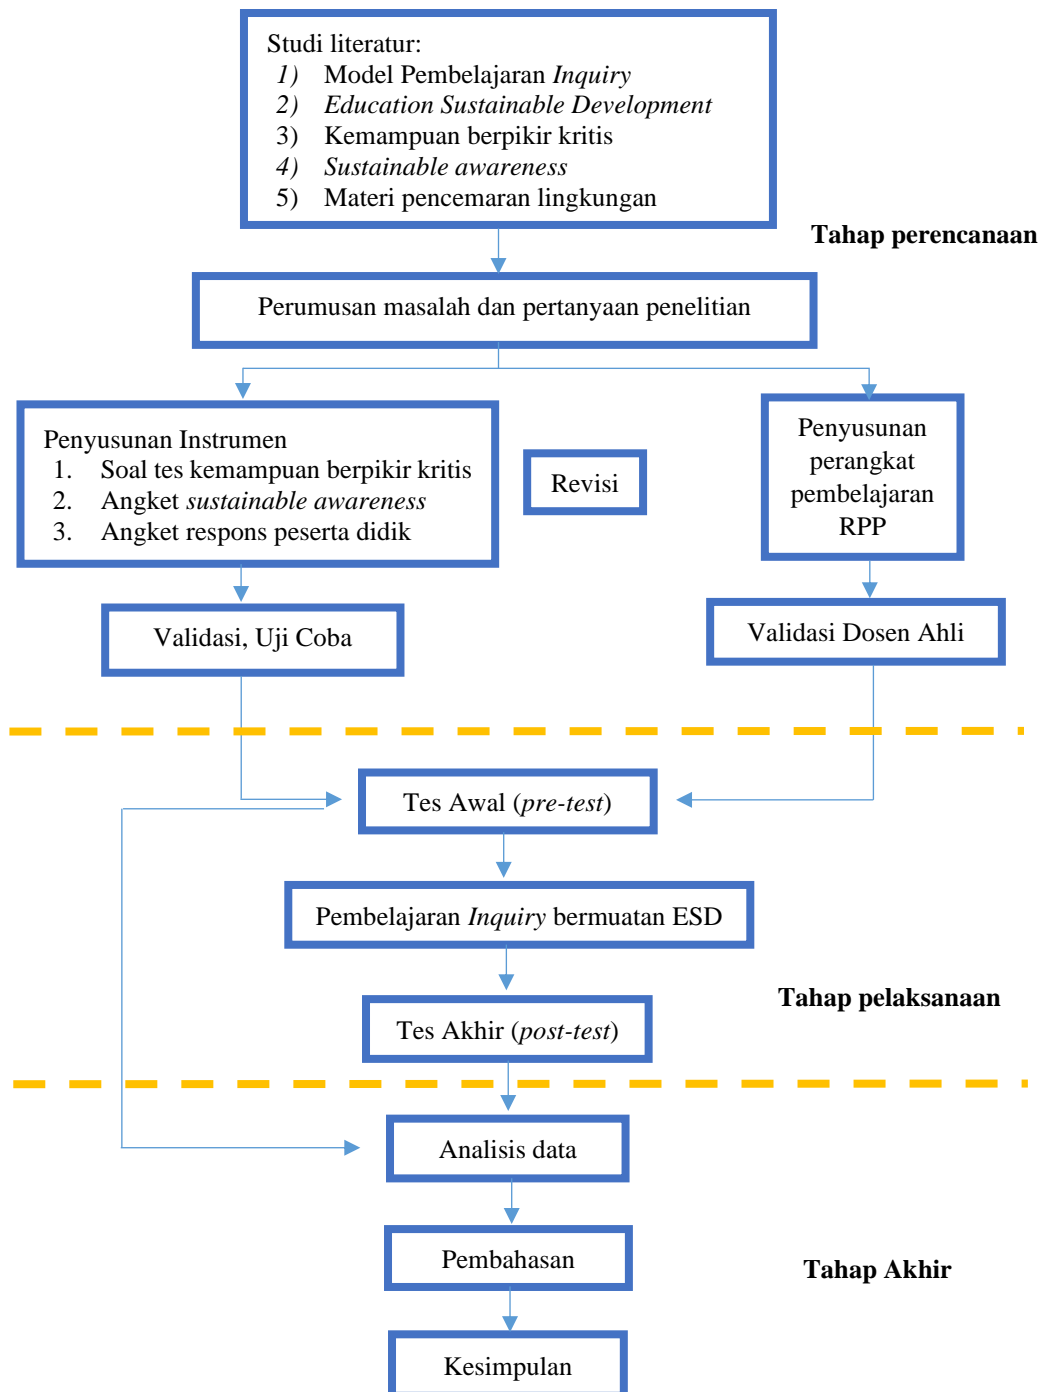 Studi literatur:
1) Model Pembelajaran Inquiry
2) Education Sustainable Development
3) Kemampuan berpikir kritis
4) Sustainable awareness
5) Materi pencemaran lingkungan
Tahap perencanaan
Perumusan masalah dan pertanyaan penelitian
Penyusunan Instrumen
1. Soal tes kemampuan berpikir kritis
2. Angket sustainable awareness
3. Angket respons peserta didik
Revisi
Penyusunan
perangkat
pembelajaran
RPP
Validasi, Uji Coba
Validasi Dosen Ahli
Tes Awal (pre-test)
Pembelajaran Inquiry bermuatan ESD
Tahap pelaksanaan
Tes Akhir (post-test)
Analisis data
Pembahasan
Tahap Akhir
Kesimpulan